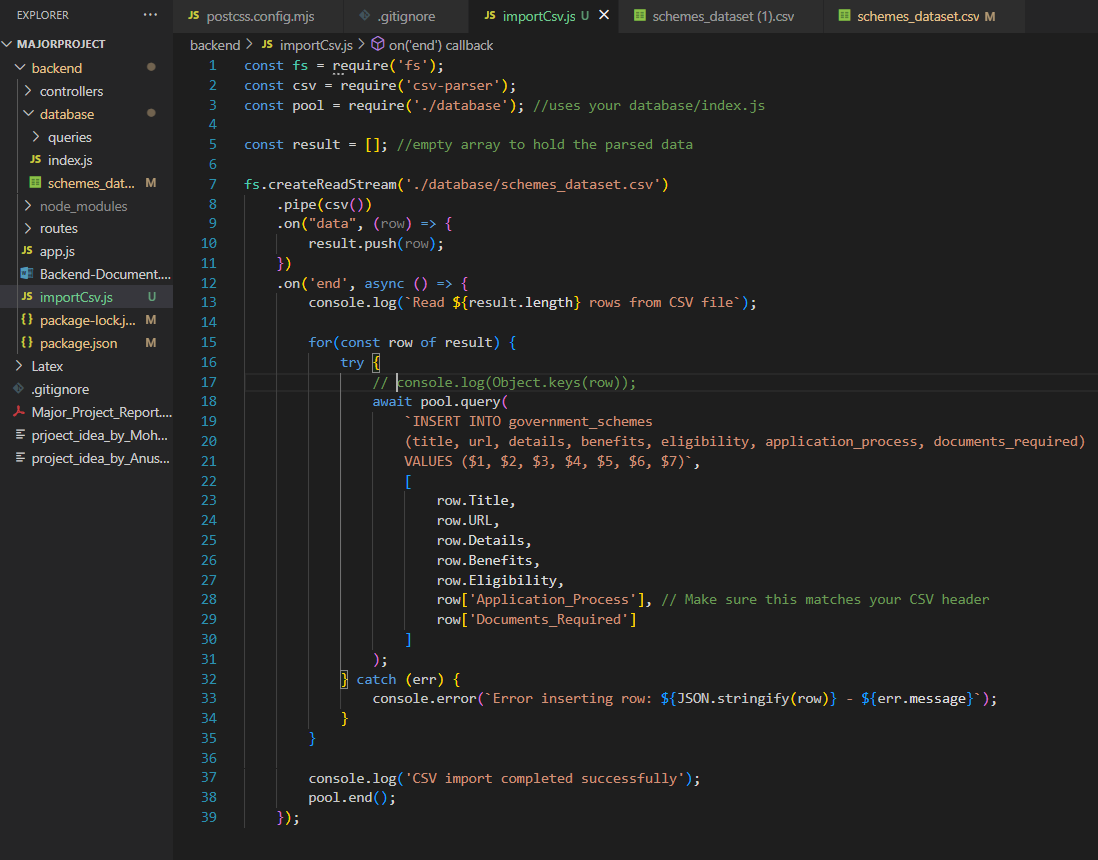 EXPLORER ...
JS postcss.config.mjs .gitignore JS importCsv.js U × schemes_dataset (1).csv schemes_dataset.csv M
MAJORPROJECT
backend
controllers
database
queries
JS index.js
schemes_dat... M
node_modules
routes
JS app.js
Backend-Document....
JS importCsv.js U
{} package-lock.j... M
{} package.json M
Latex
.gitignore
Major_Project_Report....
prjoect_idea_by_Moh...
project_idea_by_Anus...
backend > JS importCsv.js > on('end') callback
1 const fs = require('fs');
2 const csv = require('csv-parser');
3 const pool = require('./database'); //uses your database/index.js
4
5 const result = []; //empty array to hold the parsed data
6
7 fs.createReadStream('./database/schemes_dataset.csv')
8 .pipe(csv())
9 .on("data", (row) => {
10 result.push(row);
11 })
12 .on('end', async () => {
13 console.log(`Read ${result.length} rows from CSV file`);
14
15 for(const row of result) {
16 try {
17 // console.log(Object.keys(row));
18 await pool.query(
19 `INSERT INTO government_schemes
20 (title, url, details, benefits, eligibility, application_process, documents_required)
21 VALUES ($1, $2, $3, $4, $5, $6, $7)`,
22 [
23 row.Title,
24 row.URL,
25 row.Details,
26 row.Benefits,
27 row.Eligibility,
28 row['Application_Process'], // Make sure this matches your CSV header
29 row['Documents_Required']
30 ]
31 );
32 } catch (err) {
33 console.error(`Error inserting row: ${JSON.stringify(row)} - ${err.message}`);
34 }
35 }
36
37 console.log('CSV import completed successfully');
38 pool.end();
39 });